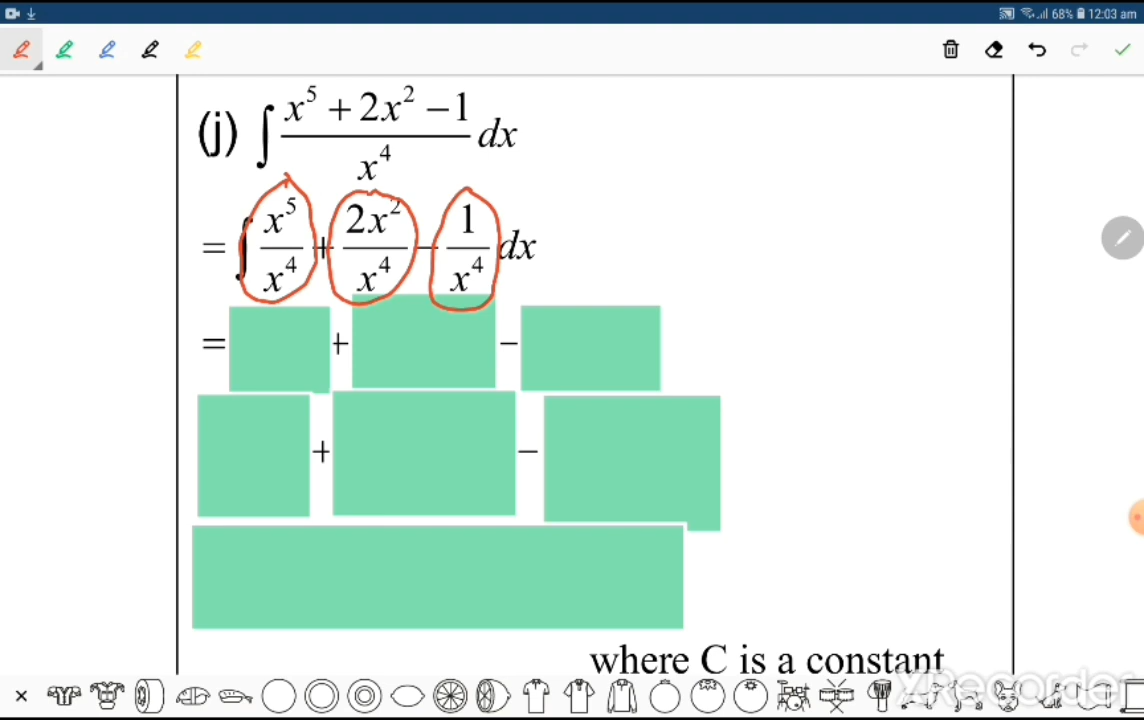 68% 12:03 am
(j) ∫ (x⁵ + 2x² − 1)/x⁴ dx
= ∫ x⁵/x⁴ + 2x²/x⁴ − 1/x⁴ dx
= + −
+ −
where C is a constant
XRecorder